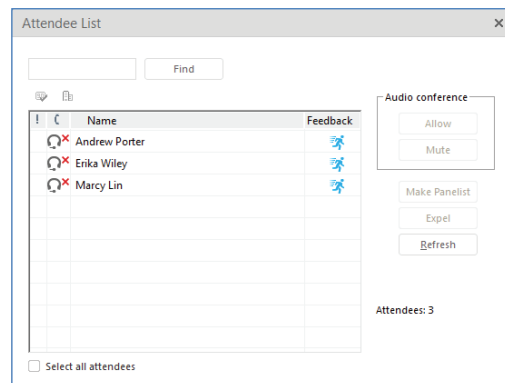 Attendee List
Find
! Name Feedback
Andrew Porter
Erika Wiley
Marcy Lin
Select all attendees
Audio conference
Allow
Mute
Make Panelist
Expel
Refresh
Attendees: 3